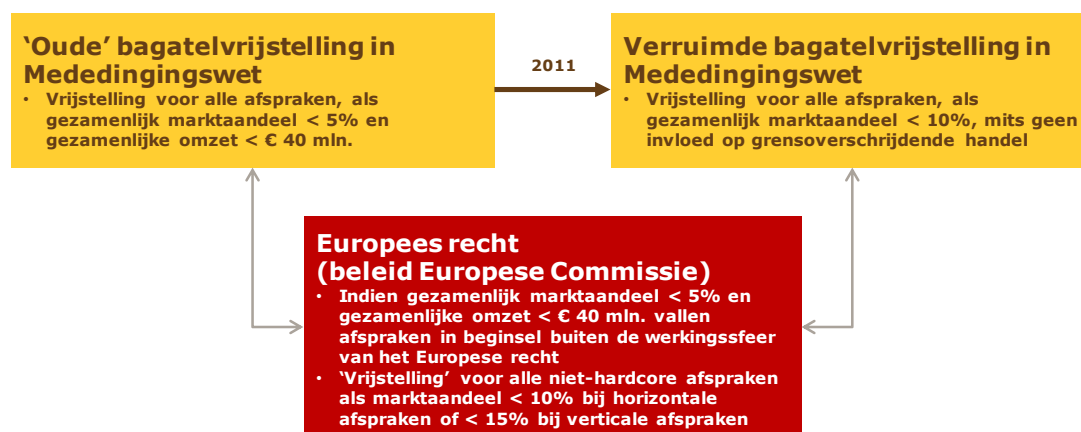 ‘Oude’ bagatelvrijstelling in
Mededingingswet
• Vrijstelling voor alle afspraken, als
gezamenlijk marktaandeel < 5% en
gezamenlijke omzet < € 40 mln.
2011
Verruimde bagatelvrijstelling in
Mededingingswet
• Vrijstelling voor alle afspraken, als
gezamenlijk marktaandeel < 10%, mits geen
invloed op grensoverschrijdende handel
Europees recht
(beleid Europese Commissie)
• Indien gezamenlijk marktaandeel < 5% en
gezamenlijke omzet < € 40 mln. vallen
afspraken in beginsel buiten de werkingssfeer
van het Europese recht
• ‘Vrijstelling’ voor alle niet-hardcore afspraken
als marktaandeel < 10% bij horizontale
afspraken of < 15% bij verticale afspraken